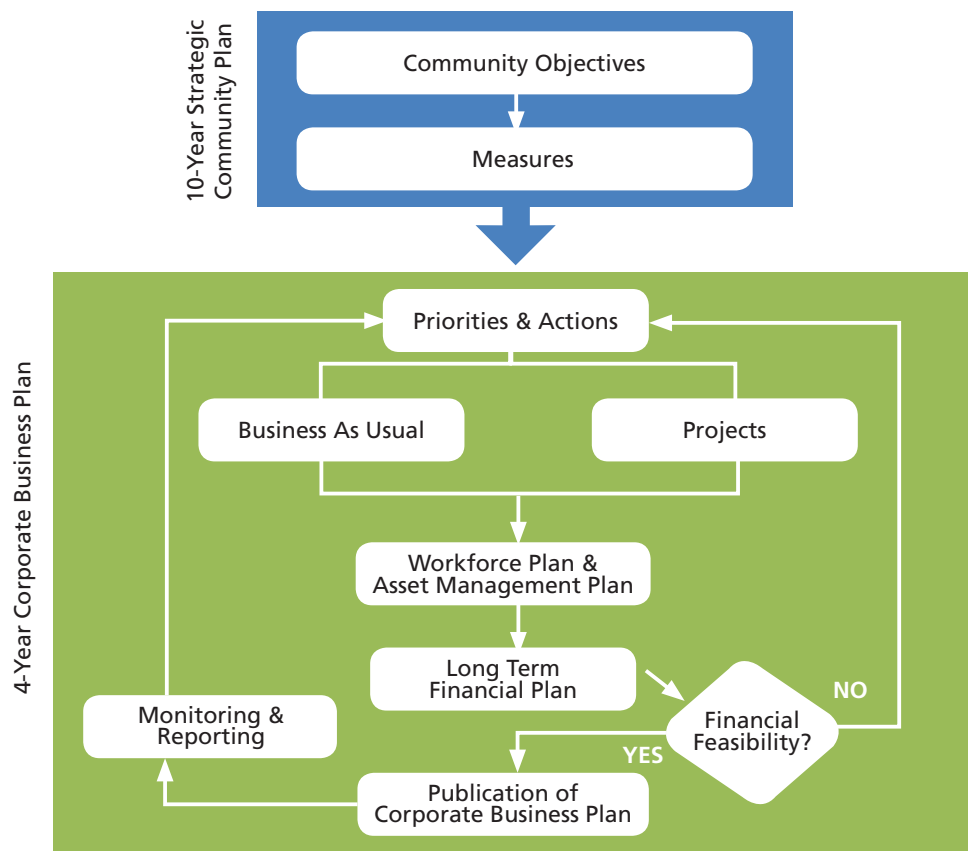 10-Year Strategic
Community Plan
Community Objectives
Measures
4-Year Corporate Business Plan
Priorities & Actions
Business As Usual
Projects
Workforce Plan &
Asset Management Plan
Long Term
Financial Plan
Financial
Feasibility?
NO
YES
Publication of
Corporate Business Plan
Monitoring &
Reporting